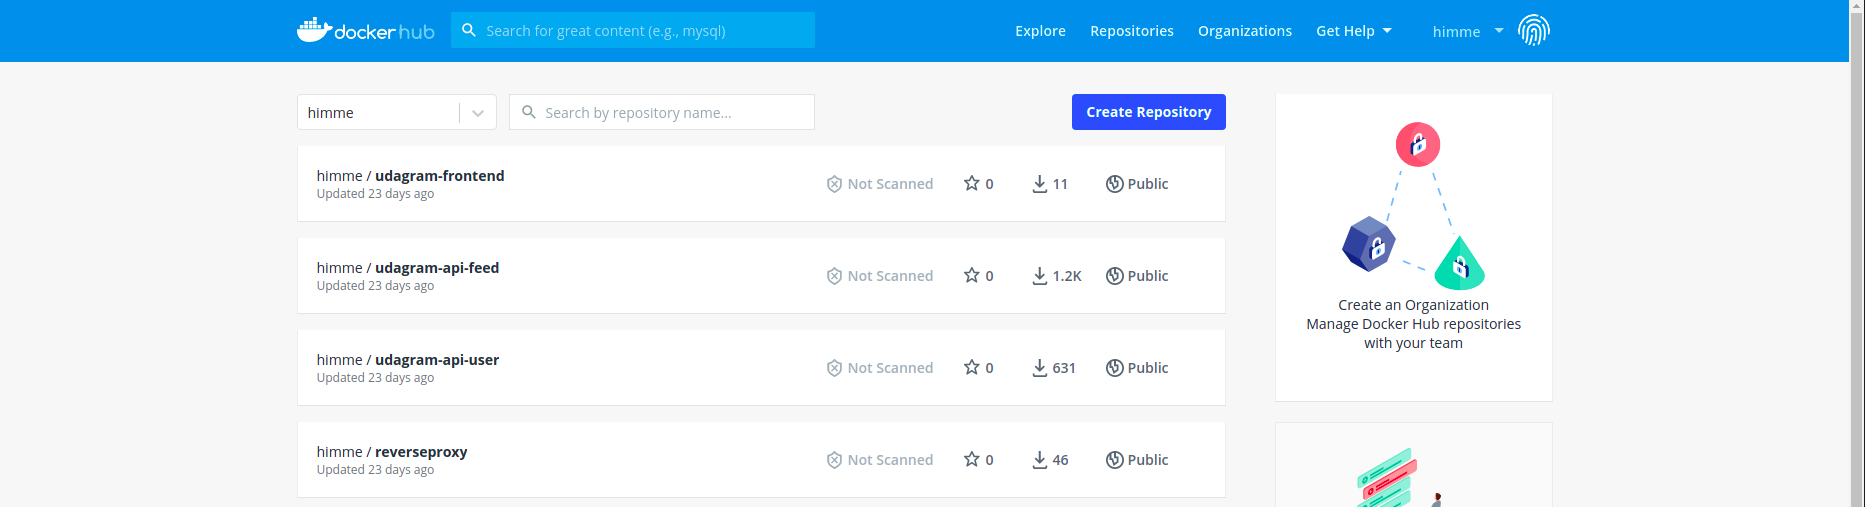 docker hub
Search for great content (e.g., mysql)
Explore
Repositories
Organizations
Get Help
himme
himme
Search by repository name...
Create Repository
himme / udagram-frontend
Updated 23 days ago
Not Scanned
0
11
Public
himme / udagram-api-feed
Updated 23 days ago
Not Scanned
0
1.2K
Public
himme / udagram-api-user
Updated 23 days ago
Not Scanned
0
631
Public
himme / reverseproxy
Updated 23 days ago
Not Scanned
0
46
Public
Create an Organization
Manage Docker Hub repositories
with your team